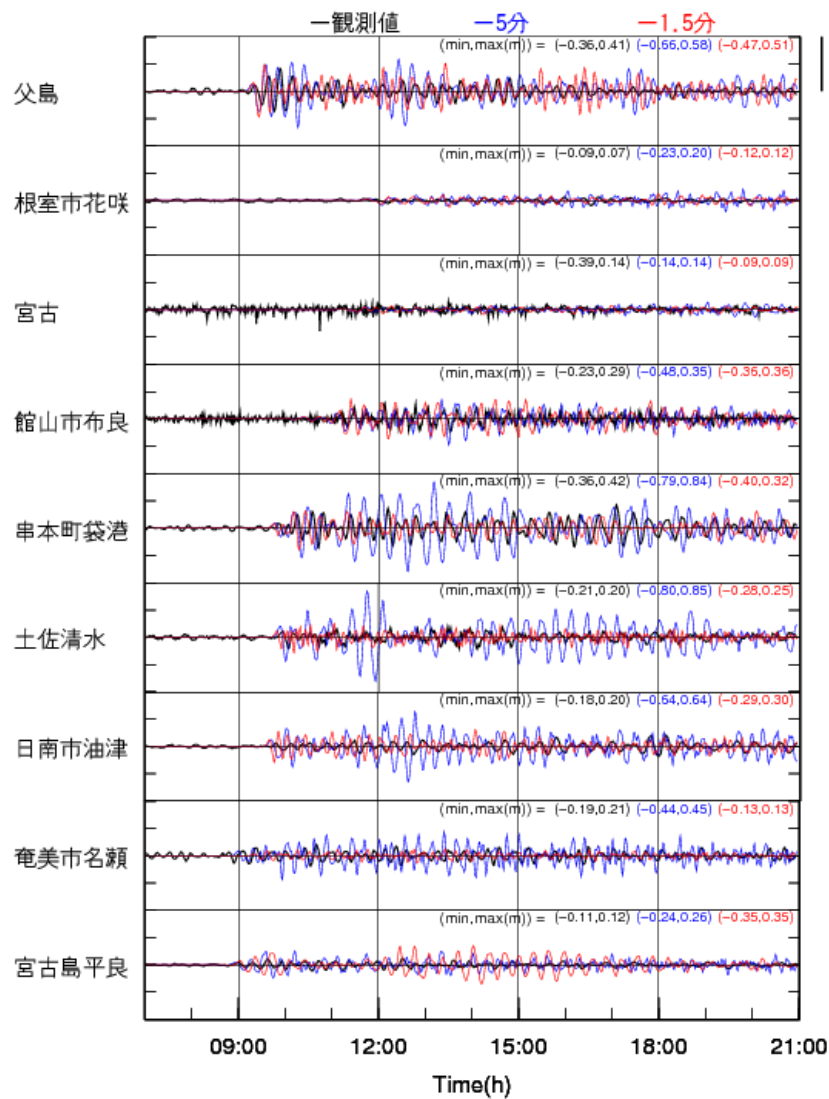 —観測値 —5分 —1.5分
父島 (min,max(m)) = (−0.36,0.41) (−0.66,0.58) (−0.47,0.51)
根室市花咲 (min,max(m)) = (−0.09,0.07) (−0.23,0.20) (−0.12,0.12)
宮古 (min,max(m)) = (−0.39,0.14) (−0.14,0.14) (−0.09,0.09)
館山市布良 (min,max(m)) = (−0.23,0.29) (−0.48,0.35) (−0.36,0.36)
串本町袋港 (min,max(m)) = (−0.36,0.42) (−0.79,0.84) (−0.40,0.32)
土佐清水 (min,max(m)) = (−0.21,0.20) (−0.80,0.85) (−0.28,0.25)
日南市油津 (min,max(m)) = (−0.18,0.20) (−0.64,0.64) (−0.29,0.30)
奄美市名瀬 (min,max(m)) = (−0.19,0.21) (−0.44,0.45) (−0.13,0.13)
宮古島平良 (min,max(m)) = (−0.11,0.12) (−0.24,0.26) (−0.35,0.35)
09:00 12:00 15:00 18:00 21:00
Time(h)